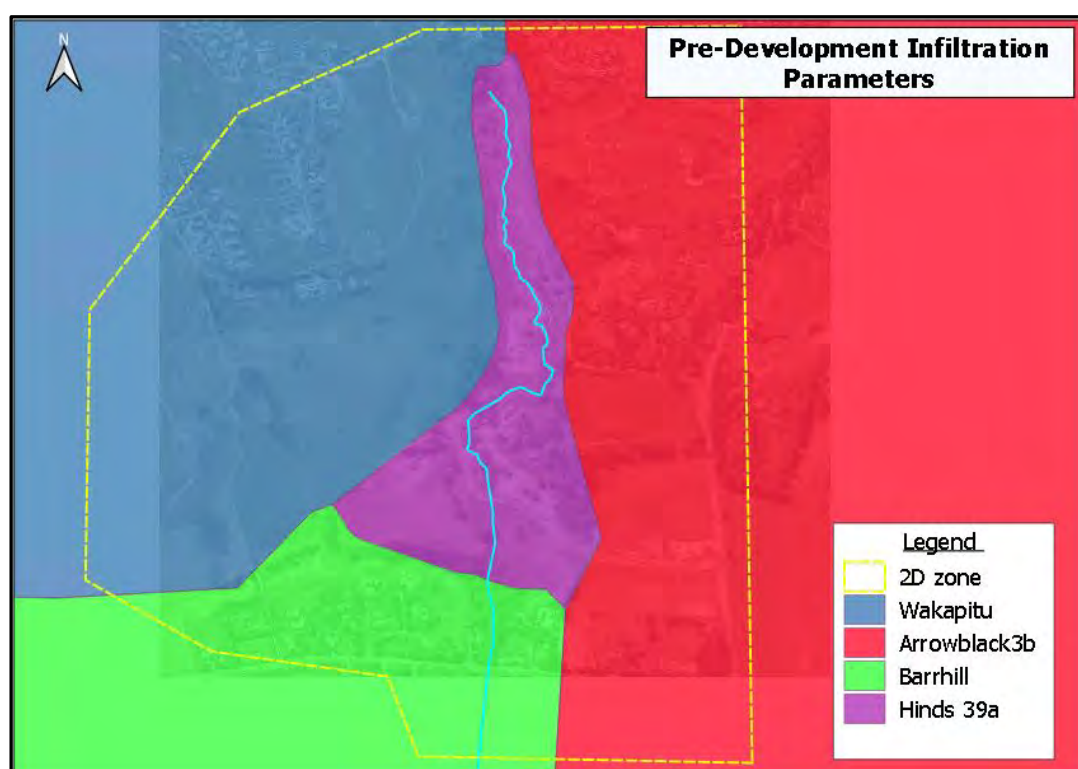 N
Pre-Development Infiltration
Parameters
Legend
2D zone
Wakapitu
Arrowblack3b
Barrhill
Hinds 39a